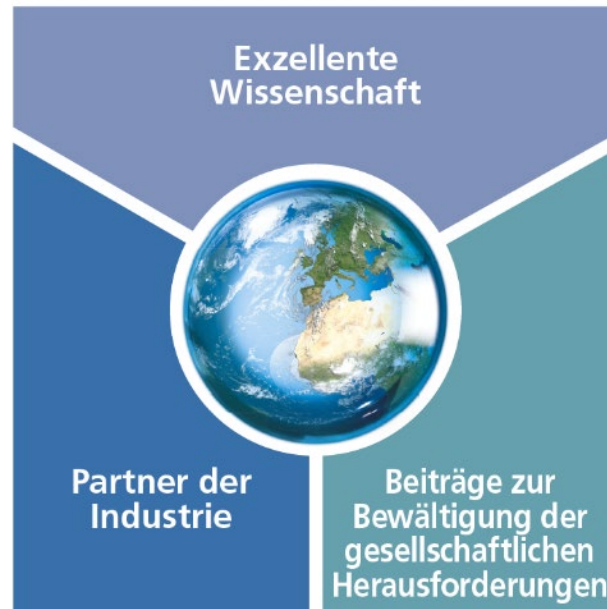 Exzellente
Wissenschaft
Partner der
Industrie
Beiträge zur
Bewältigung der
gesellschaftlichen
Herausforderungen